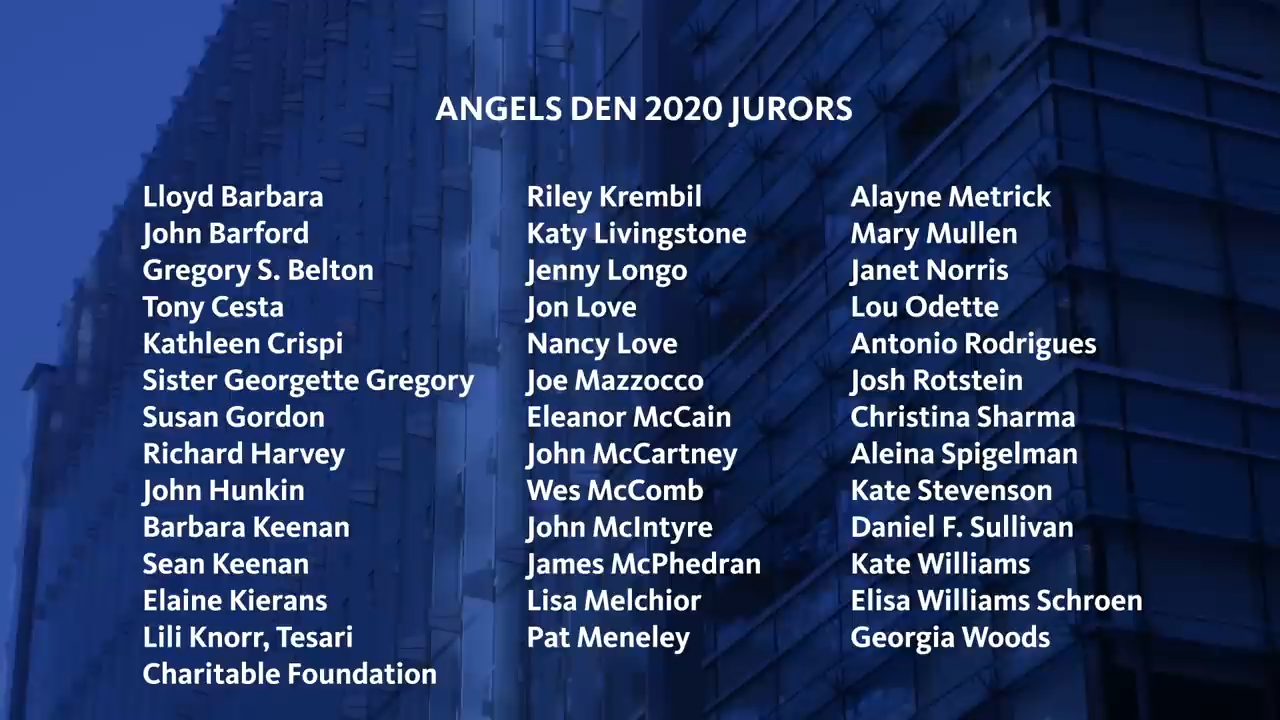 ANGELS DEN 2020 JURORS
Lloyd Barbara
John Barford
Gregory S. Belton
Tony Cesta
Kathleen Crispi
Sister Georgette Gregory
Susan Gordon
Richard Harvey
John Hunkin
Barbara Keenan
Sean Keenan
Elaine Kierans
Lili Knorr, Tesari
Charitable Foundation
Riley Krembil
Katy Livingstone
Jenny Longo
Jon Love
Nancy Love
Joe Mazzocco
Eleanor McCain
John McCartney
Wes McComb
John McIntyre
James McPhedran
Lisa Melchior
Pat Meneley
Alayne Metrick
Mary Mullen
Janet Norris
Lou Odette
Antonio Rodrigues
Josh Rotstein
Christina Sharma
Aleina Spigelman
Kate Stevenson
Daniel F. Sullivan
Kate Williams
Elisa Williams Schroen
Georgia Woods